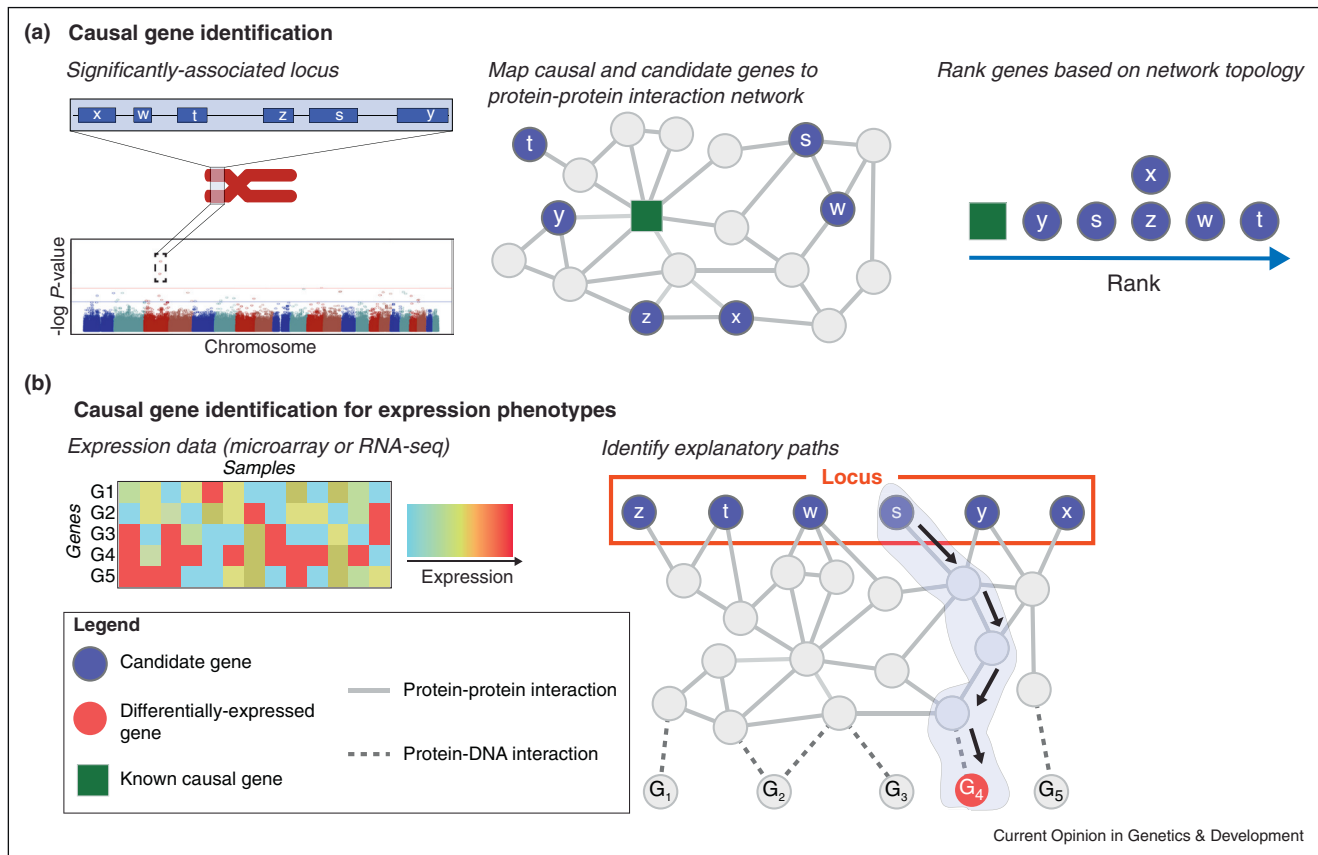 (a) Causal gene identification
Significantly-associated locus
x w t z s y
-log P-value
Chromosome
Map causal and candidate genes to
protein-protein interaction network
t
s
y
w
z
x
Rank genes based on network topology
x
y s z w t
Rank
(b)
Causal gene identification for expression phenotypes
Expression data (microarray or RNA-seq)
Samples
Genes
G1
G2
G3
G4
G5
Expression
Identify explanatory paths
Locus
z t w s y x
G1 G2 G3 G4 G5
Legend
Candidate gene
Differentially-expressed
gene
Known causal gene
Protein-protein interaction
Protein-DNA interaction
Current Opinion in Genetics & Development